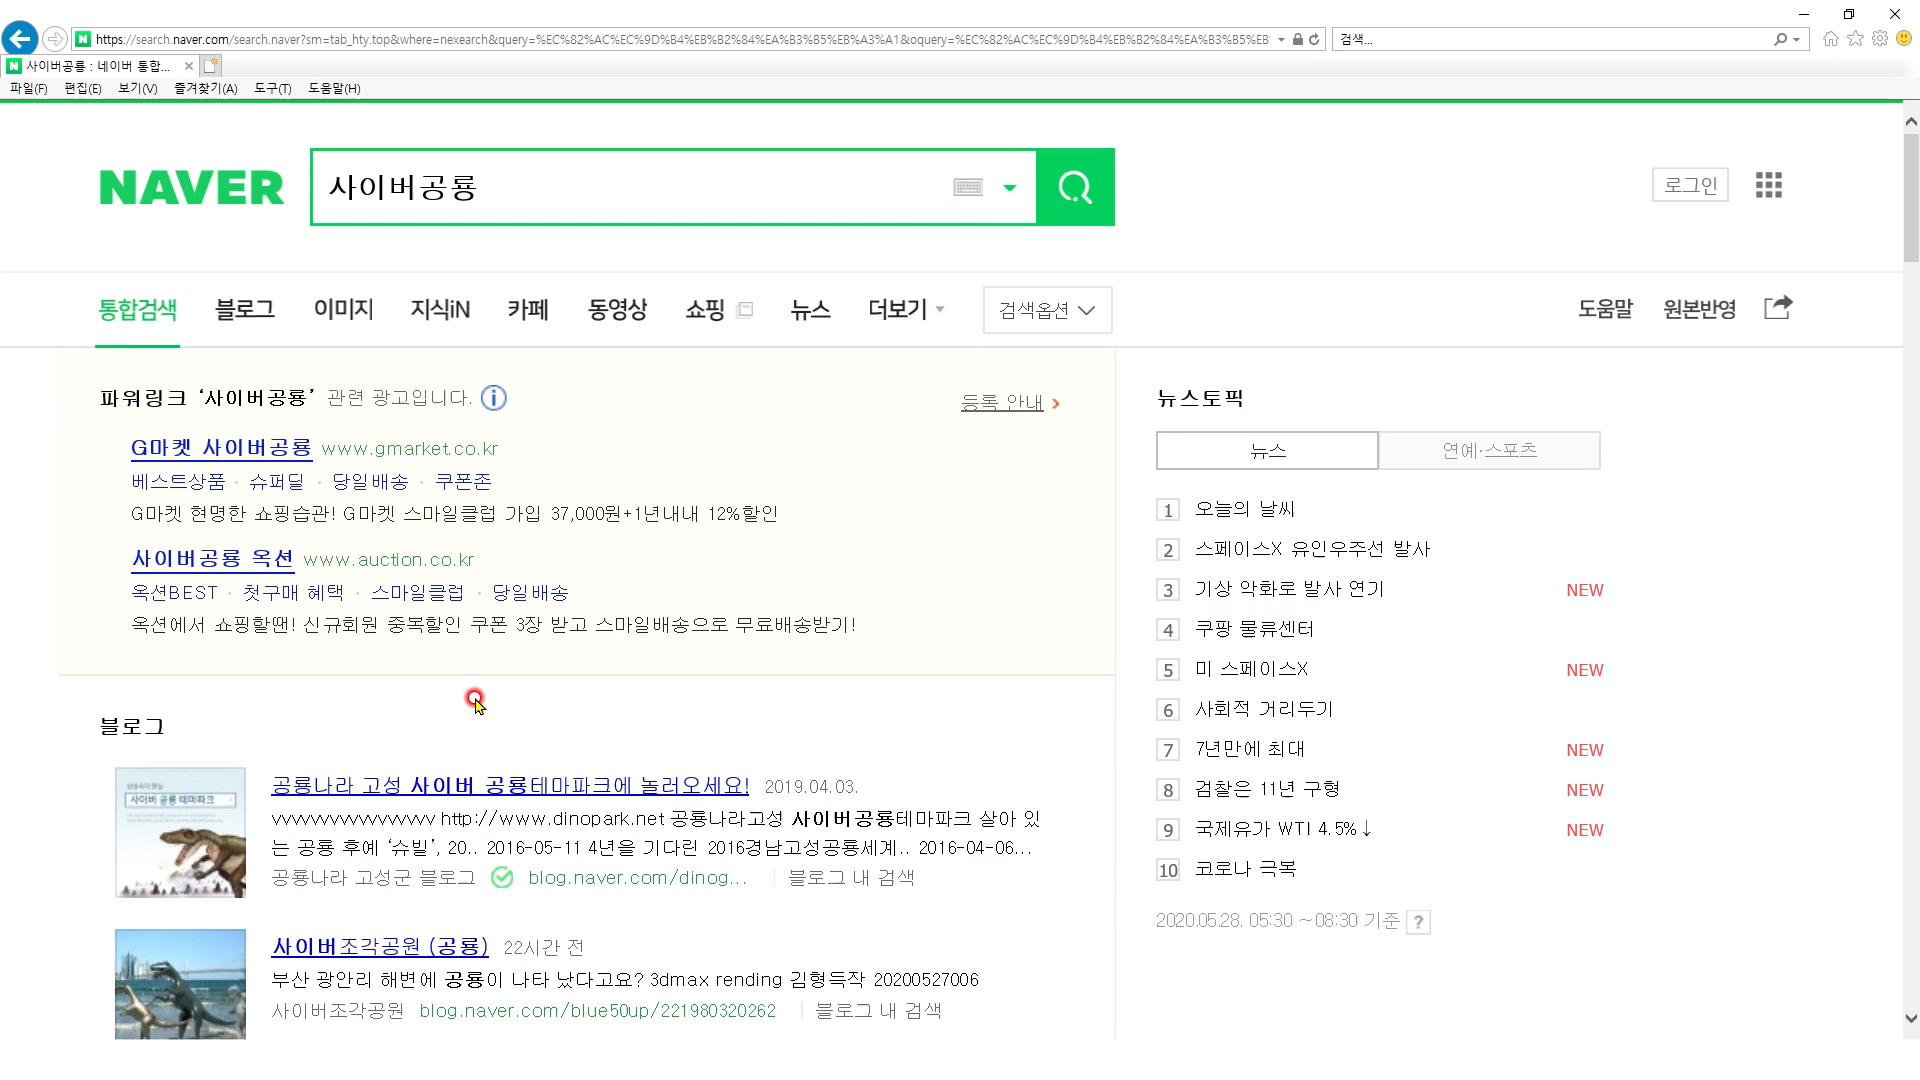 https://search.naver.com/search.naver?sm=tab_hty.top&where=nexearch&query=%EC%82%AC%EC%9D%B4%EB%B2%84%EA%B3%B5%EB%A3%A1&oquery=%EC%82%AC%EC%9D%B4%EB%B2%84%EA%B3%B5%EB 검색...
사이버공룡 : 네이버 통합...
파일(F) 편집(E) 보기(V) 즐겨찾기(A) 도구(T) 도움말(H)
NAVER 사이버공룡 로그인
통합검색 블로그 이미지 지식iN 카페 동영상 쇼핑 뉴스 더보기 검색옵션 도움말 원본반영
파워링크 ‘사이버공룡’ 관련 광고입니다. 등록 안내
G마켓 사이버공룡 www.gmarket.co.kr
베스트상품 · 슈퍼딜 · 당일배송 · 쿠폰존
G마켓 현명한 쇼핑습관! G마켓 스마일클럽 가입 37,000원+1년내내 12%할인
사이버공룡 옥션 www.auction.co.kr
옥션BEST · 첫구매 혜택 · 스마일클럽 · 당일배송
옥션에서 쇼핑할땐! 신규회원 중복할인 쿠폰 3장 받고 스마일배송으로 무료배송받기!
블로그
사이버 공룡 테마파크
공룡나라 고성 사이버 공룡테마파크에 놀러오세요! 2019.04.03.
vvvvvvvvvvvvvvvvv http://www.dinopark.net 공룡나라고성 사이버공룡테마파크 살아 있
는 공룡 후예 ‘슈빌’, 20.. 2016-05-11 4년을 기다린 2016경남고성공룡세계.. 2016-04-06...
공룡나라 고성군 블로그 blog.naver.com/dinog... 블로그 내 검색
사이버조각공원 (공룡) 22시간 전
부산 광안리 해변에 공룡이 나타 났다고요? 3dmax rending 김형득작 20200527006
사이버조각공원 blog.naver.com/blue50up/221980320262 블로그 내 검색
뉴스토픽
뉴스 연예·스포츠
1 오늘의 날씨
2 스페이스X 유인우주선 발사
3 기상 악화로 발사 연기 NEW
4 쿠팡 물류센터
5 미 스페이스X NEW
6 사회적 거리두기
7 7년만에 최대 NEW
8 검찰은 11년 구형 NEW
9 국제유가 WTI 4.5%↓ NEW
10 코로나 극복
2020.05.28. 05:30 ~08:30 기준 ?